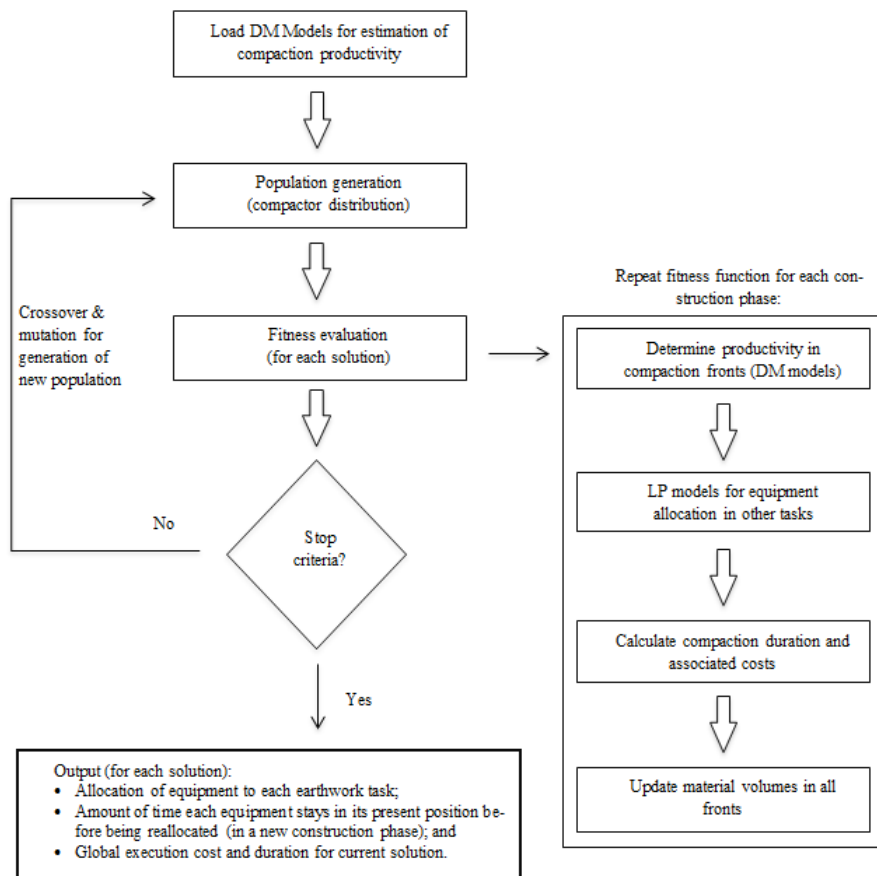 Load DM Models for estimation of
compaction productivity
Population generation
(compactor distribution)
Crossover &
mutation for
generation of
new population
Fitness evaluation
(for each solution)
No
Stop
criteria?
Yes
Output (for each solution):
• Allocation of equipment to each earthwork task;
• Amount of time each equipment stays in its present position be-
fore being reallocated (in a new construction phase); and
• Global execution cost and duration for current solution.
Repeat fitness function for each con-
struction phase:
Determine productivity in
compaction fronts (DM models)
LP models for equipment
allocation in other tasks
Calculate compaction duration and
associated costs
Update material volumes in all
fronts